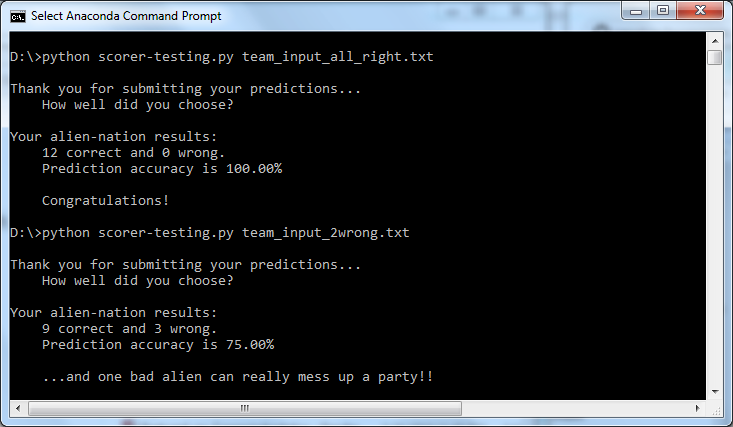 Select Anaconda Command Prompt
D:\>python scorer-testing.py team_input_all_right.txt
Thank you for submitting your predictions...
How well did you choose?
Your alien-nation results:
12 correct and 0 wrong.
Prediction accuracy is 100.00%
Congratulations!
D:\>python scorer-testing.py team_input_2wrong.txt
Thank you for submitting your predictions...
How well did you choose?
Your alien-nation results:
9 correct and 3 wrong.
Prediction accuracy is 75.00%
...and one bad alien can really mess up a party!!